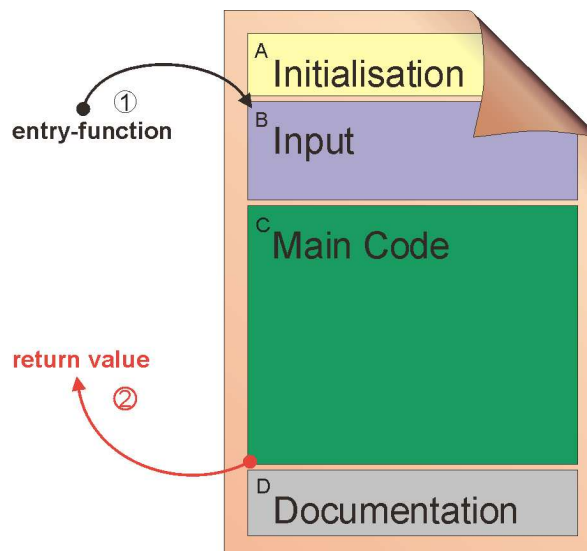 A
Initialisation
①
entry-function
B
Input
C
Main Code
return value
②
D
Documentation